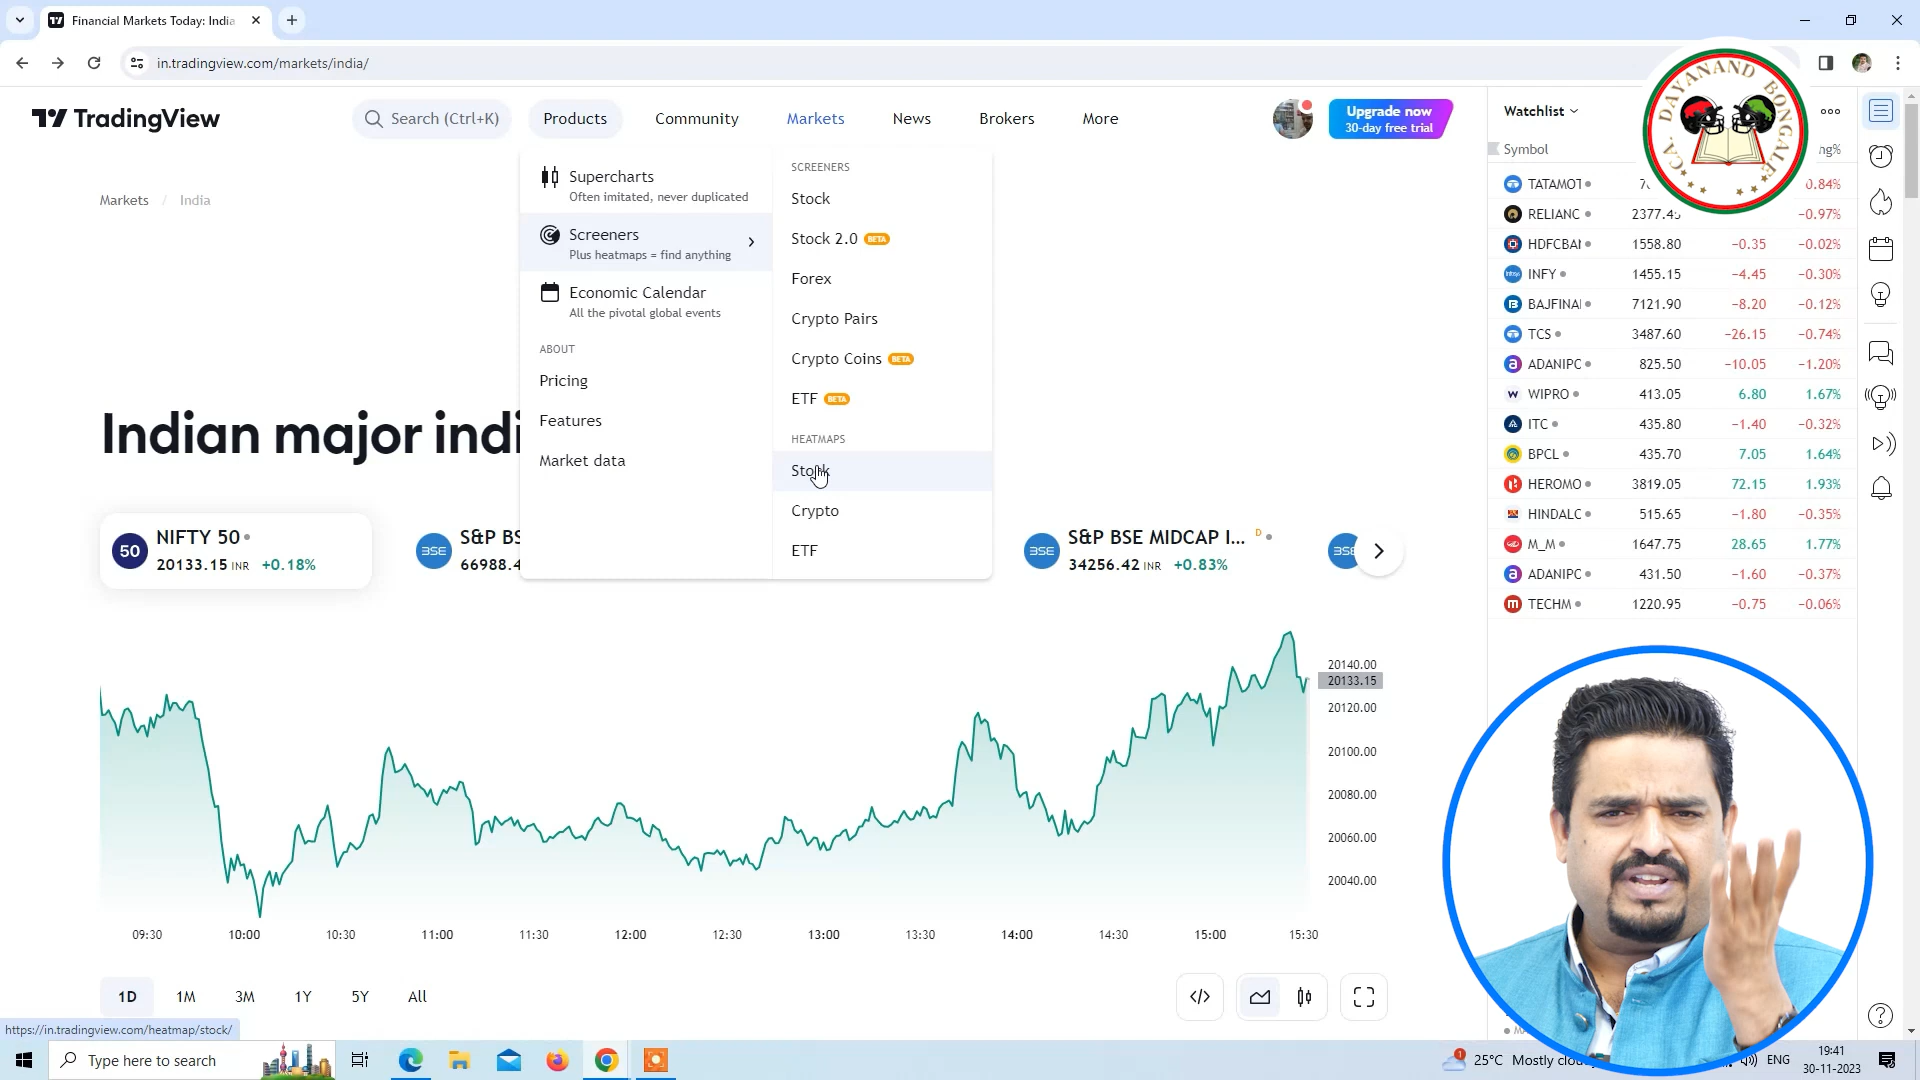 Financial Markets Today: India
in.tradingview.com/markets/india/
DAYANAND BONGALE
CA.
TradingView
Search (Ctrl+K)
Products
Community
Markets
News
Brokers
More
Upgrade now
30-day free trial
Watchlist
Symbol
ng%
Markets / India
Supercharts
Often imitated, never duplicated
Screeners
Plus heatmaps = find anything
Economic Calendar
All the pivotal global events
ABOUT
Pricing
Features
Market data
SCREENERS
Stock
Stock 2.0 BETA
Forex
Crypto Pairs
Crypto Coins BETA
ETF BETA
HEATMAPS
Stock
Crypto
ETF
TATAMOT 0.84%
RELIANC 2377.45 −0.97%
HDFCBAI 1558.80 −0.35 −0.02%
INFY 1455.15 −4.45 −0.30%
BAJFINAI 7121.90 −8.20 −0.12%
TCS 3487.60 −26.15 −0.74%
ADANIPC 825.50 −10.05 −1.20%
WIPRO 413.05 6.80 1.67%
ITC 435.80 −1.40 −0.32%
BPCL 435.70 7.05 1.64%
HEROMO 3819.05 72.15 1.93%
HINDALC 515.65 −1.80 −0.35%
M_M 1647.75 28.65 1.77%
ADANIPC 431.50 −1.60 −0.37%
TECHM 1220.95 −0.75 −0.06%
Indian major indi
50
NIFTY 50
20133.15 INR +0.18%
BSE
S&P BS
66988.4
BSE
S&P BSE MIDCAP I... D
34256.42 INR +0.83%
BSE
20140.00
20133.15
20120.00
20100.00
20080.00
20060.00
20040.00
09:30 10:00 10:30 11:00 11:30 12:00 12:30 13:00 13:30 14:00 14:30 15:00 15:30
1D 1M 3M 1Y 5Y All
https://in.tradingview.com/heatmap/stock/
Type here to search
1
25°C Mostly clou
ENG
19:41
30-11-2023